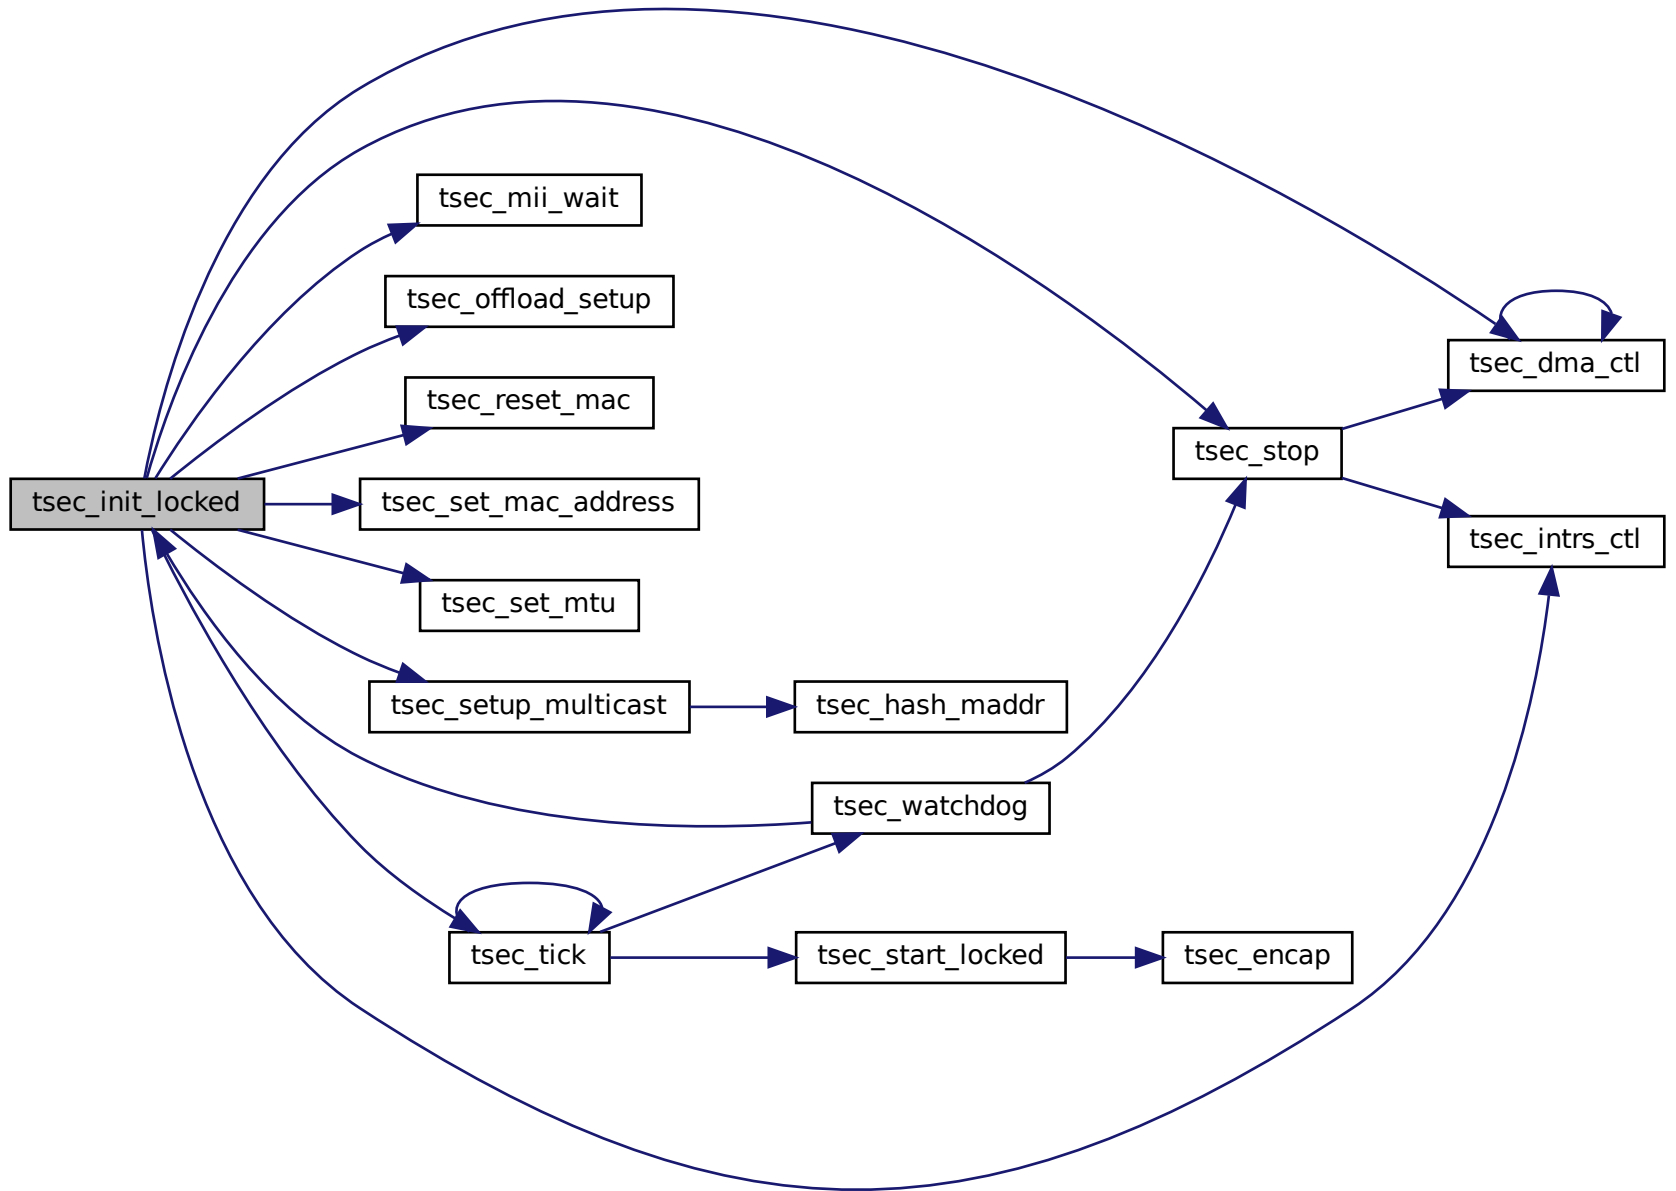 tsec_mii_wait
tsec_offload_setup
tsec_dma_ctl
tsec_reset_mac
tsec_stop
tsec_init_locked
tsec_set_mac_address
tsec_intrs_ctl
tsec_set_mtu
tsec_setup_multicast
tsec_hash_maddr
tsec_watchdog
tsec_tick
tsec_start_locked
tsec_encap